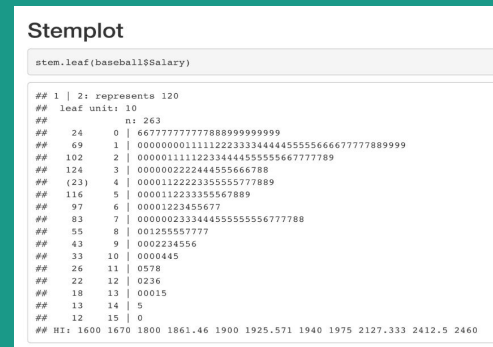 Stemplot
stem.leaf(baseball$Salary)
## 1 | 2: represents 120
## leaf unit: 10
## n: 263
## 24 0 | 667777777777888999999999
## 69 1 | 000000001111122233334444455555666677777889999
## 102 2 | 000001111122334444555555667777789
## 124 3 | 0000002222444555666788
## (23) 4 | 00001122223355555777889
## 116 5 | 0000112233355567889
## 97 6 | 00001223455677
## 83 7 | 0000002333444555555556777788
## 55 8 | 001255557777
## 43 9 | 0002234556
## 33 10 | 0000445
## 26 11 | 0578
## 22 12 | 0236
## 18 13 | 00015
## 13 14 | 5
## 12 15 | 0
## HI: 1600 1670 1800 1861.46 1900 1925.571 1940 1975 2127.333 2412.5 2460